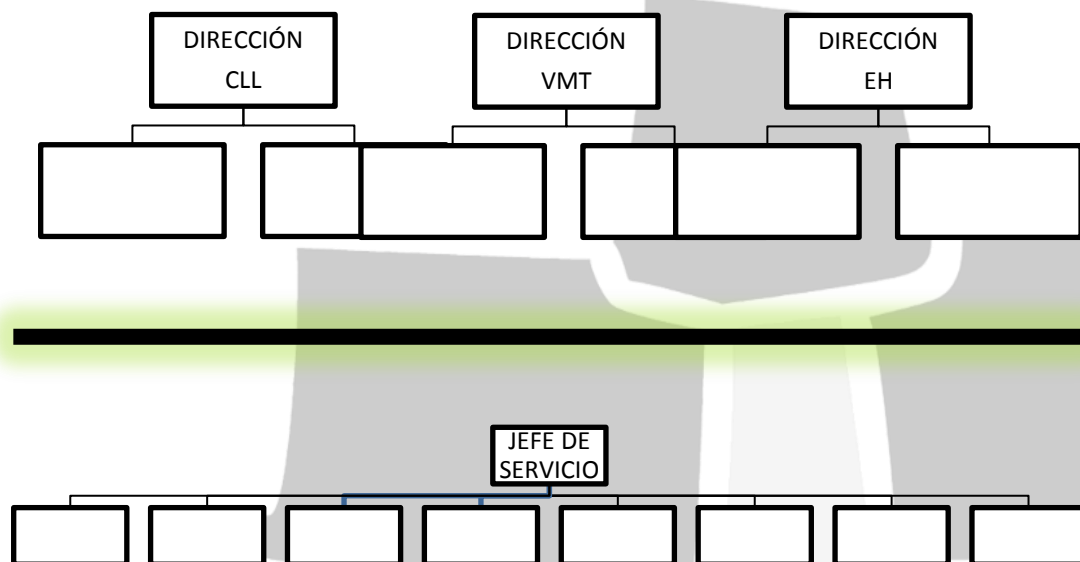 DIRECCIÓN
CLL
DIRECCIÓN
VMT
DIRECCIÓN
EH
JEFE DE
SERVICIO